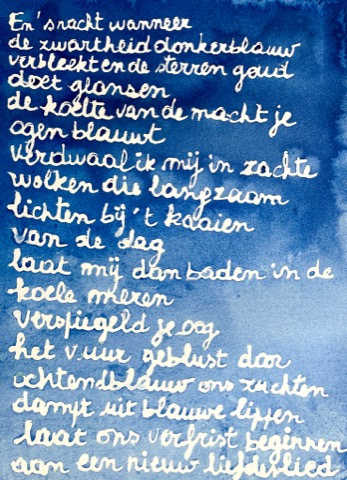 En 's nacht wanneer
de zwartheid donkerblauw
verbleekt en de sterren goud
doet glansen
de koelte van de macht je
ogen blauwt
verdwaal ik mij in zachte
wolken die langzaam
lichten bij 't kraaien
van de dag
laat mij dan baden in de
koele meren
verspiegeld je oog
het vuur geblust door
ochtendblauw ons zuchten
dampt uit blauwe lippen
laat ons verfrist beginnen
aan een nieuw liefdeslied